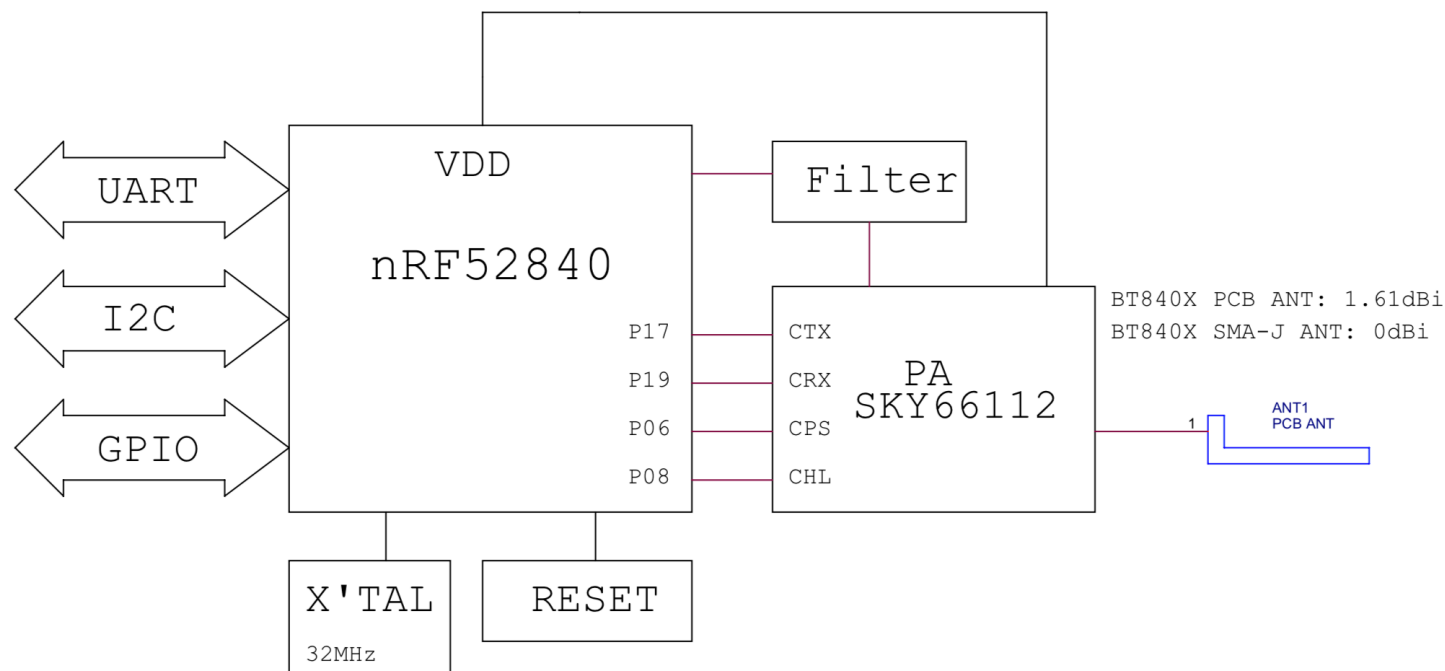 VDD
UART
Filter
nRF52840
I2C
BT840X PCB ANT: 1.61dBi
BT840X SMA-J ANT: 0dBi
P17
CTX
P19
CRX
PA
SKY66112
P06
CPS
P08
CHL
GPIO
1
ANT1
PCB ANT
X'TAL
32MHz
RESET